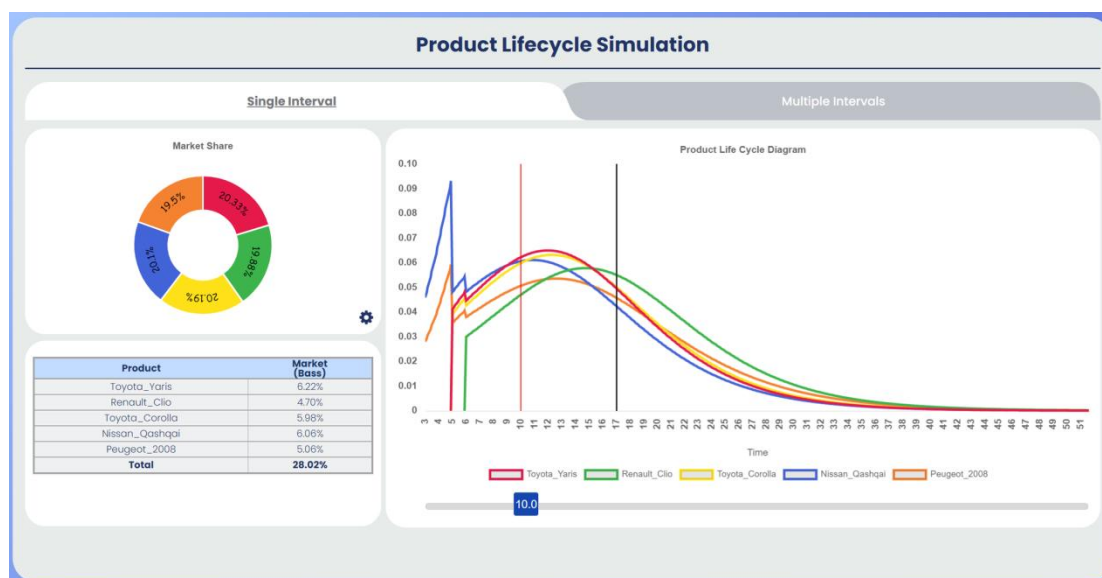 Product Lifecycle Simulation
Single Interval
Multiple Intervals
Market Share
20.33%
19.88%
20.19%
20.1%
19.5%
Product Market (Bass)
Toyota_Yaris 6.22%
Renault_Clio 4.70%
Toyota_Corolla 5.98%
Nissan_Qashqai 6.06%
Peugeot_2008 5.06%
Total 28.02%
Product Life Cycle Diagram
0.10
0.09
0.08
0.07
0.06
0.05
0.04
0.03
0.02
0.01
0
3 4 5 6 7 8 9 10 11 12 13 14 15 16 17 18 19 20 21 22 23 24 25 26 27 28 29 30 31 32 33 34 35 36 37 38 39 40 41 42 43 44 45 46 47 48 49 50 51
Time
Toyota_Yaris Renault_Clio Toyota_Corolla Nissan_Qashqai Peugeot_2008
10.0